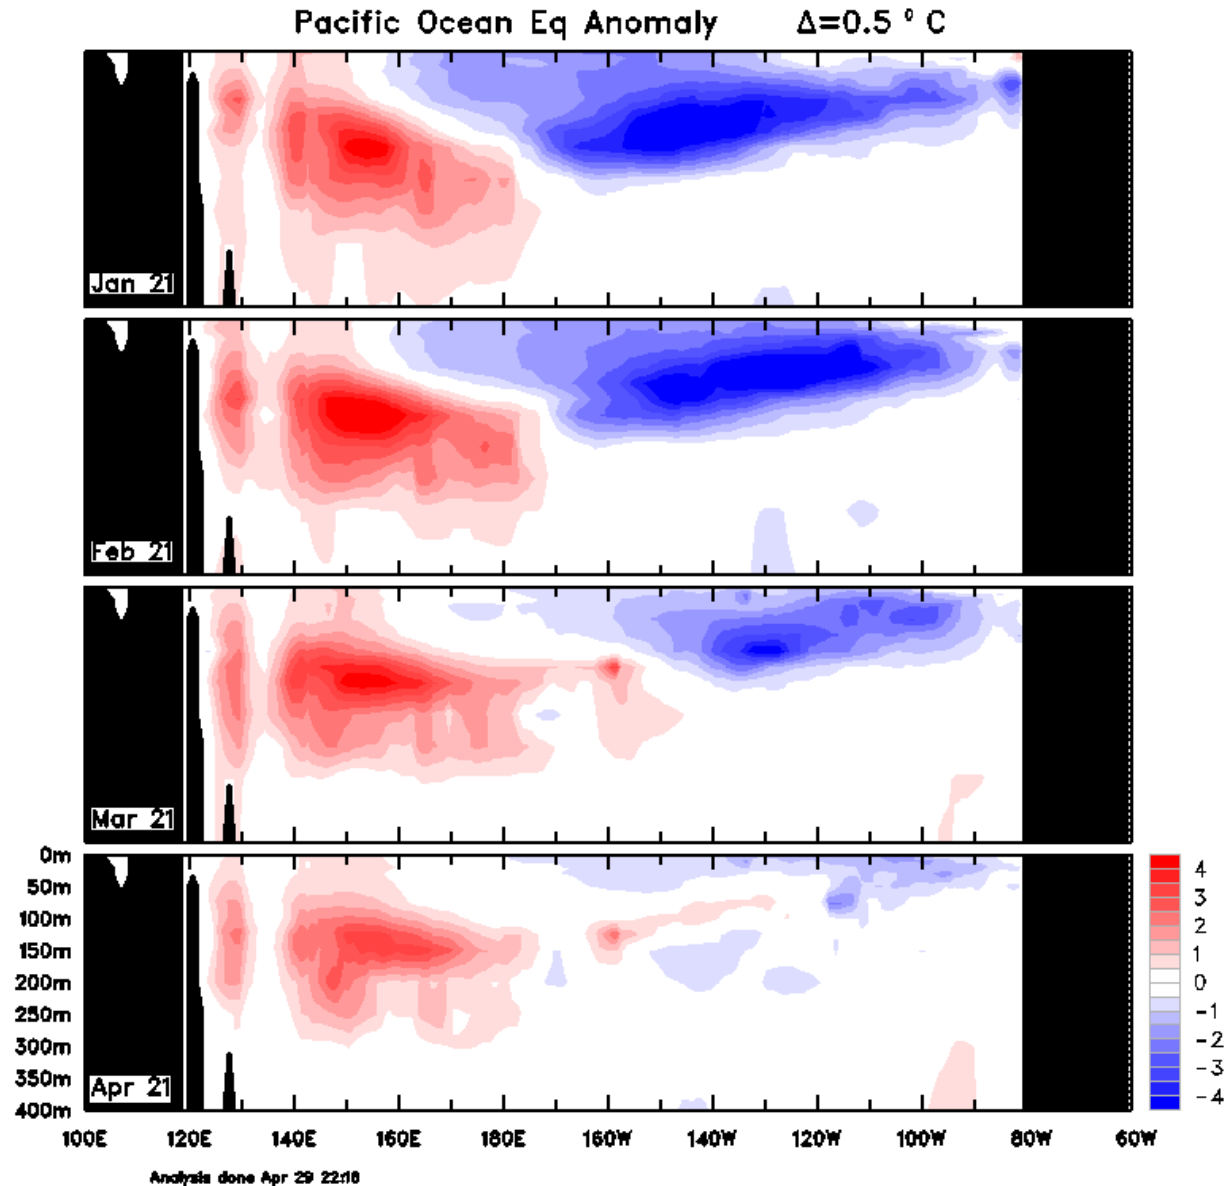 Pacific Ocean Eq Anomaly Δ=0.5 ° C
Jan 21
Feb 21
Mar 21
0m
50m
100m
150m
200m
250m
300m
350m
400m
Apr 21
4
3
2
1
0
-1
-2
-3
-4
100E 120E 140E 160E 180E 160W 140W 120W 100W 80W 60W
Analysis done Apr 29 22:18